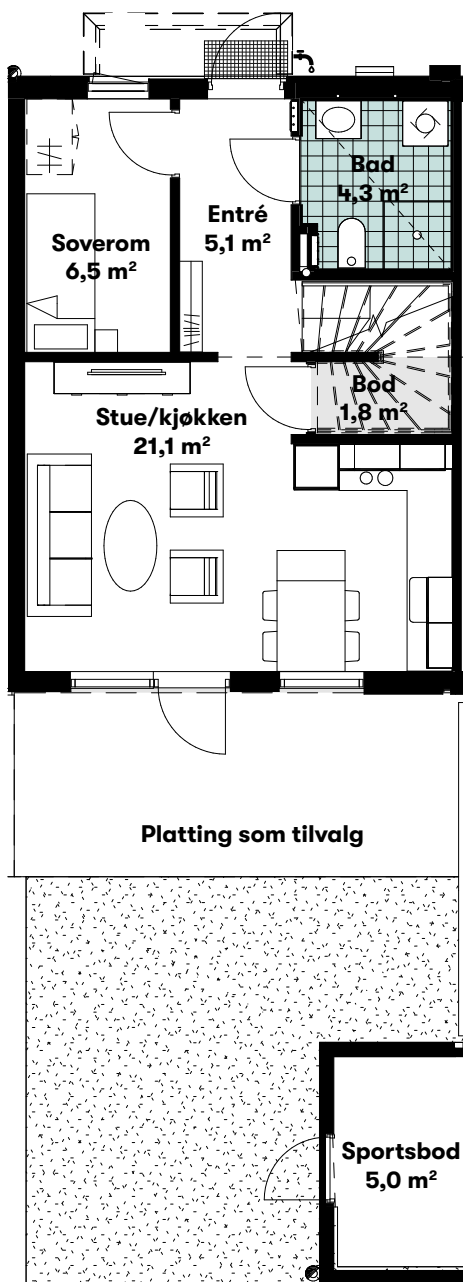 Bad
4,3 m²
Entré
5,1 m²
Soverom
6,5 m²
Bod
1,8 m²
Stue/kjøkken
21,1 m²
Platting som tilvalg
Sportsbod
5,0 m²